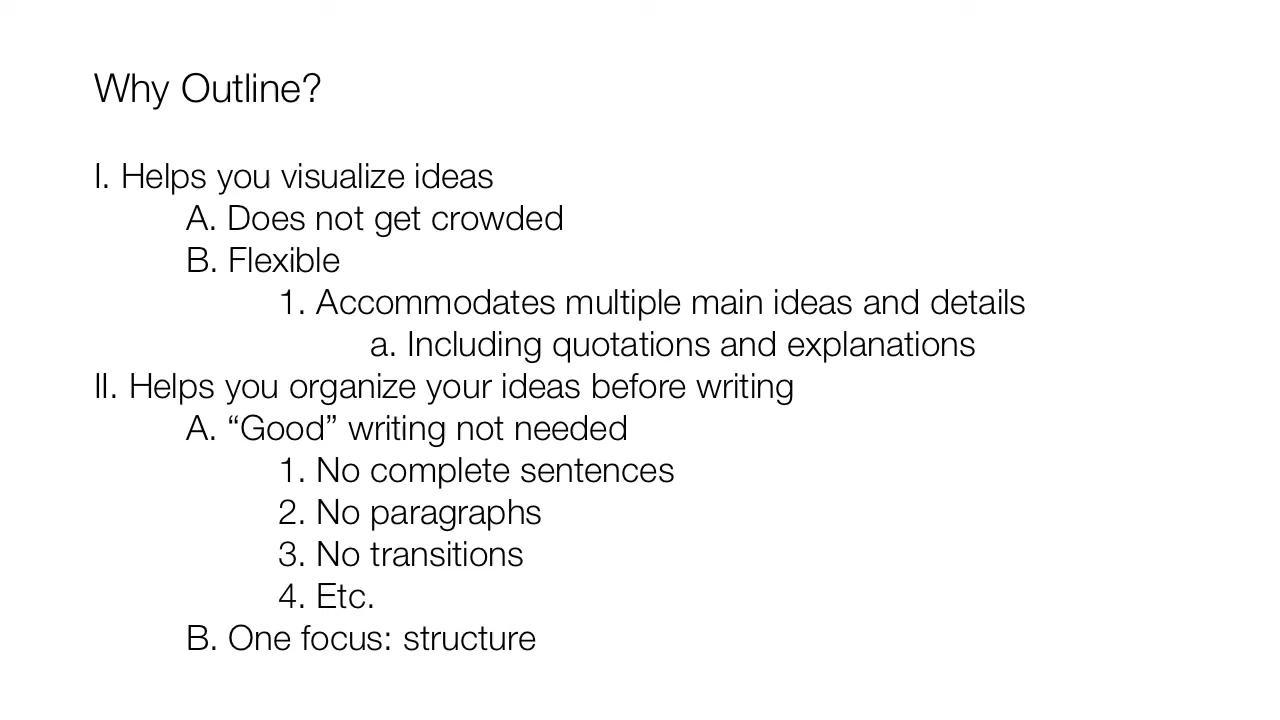 Why Outline?
I. Helps you visualize ideas
A. Does not get crowded
B. Flexible
1. Accommodates multiple main ideas and details
a. Including quotations and explanations
II. Helps you organize your ideas before writing
A. “Good” writing not needed
1. No complete sentences
2. No paragraphs
3. No transitions
4. Etc.
B. One focus: structure